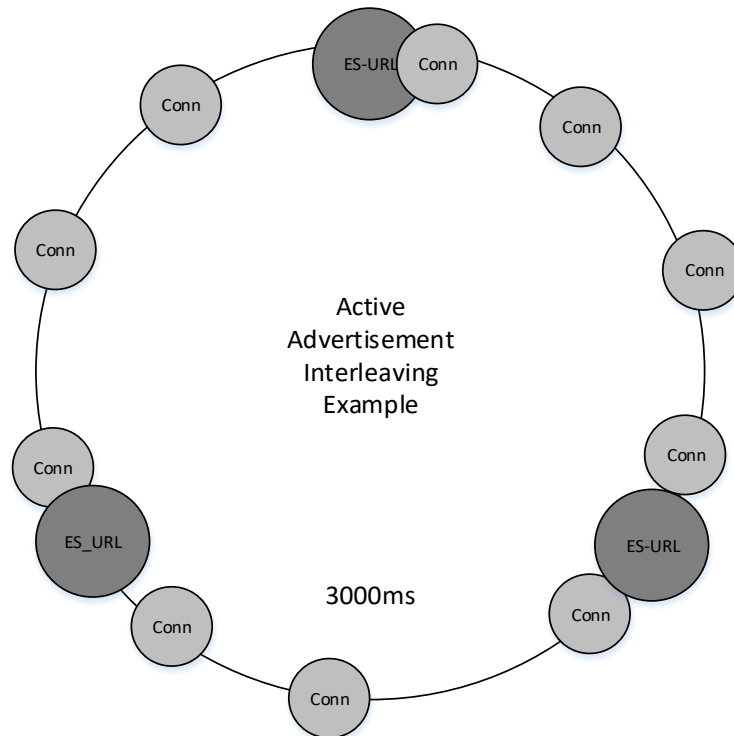 ES-URL
Conn
Conn
Conn
Conn
Conn
Active
Advertisement
Interleaving
Example
Conn
Conn
ES_URL
ES-URL
3000ms
Conn
Conn
Conn